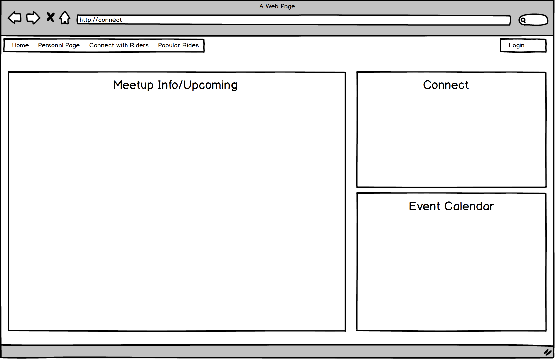 A Web Page
http://connect
Home Personal Page Connect with Riders Popular Rides
Login
Meetup Info/Upcoming
Connect
Event Calendar